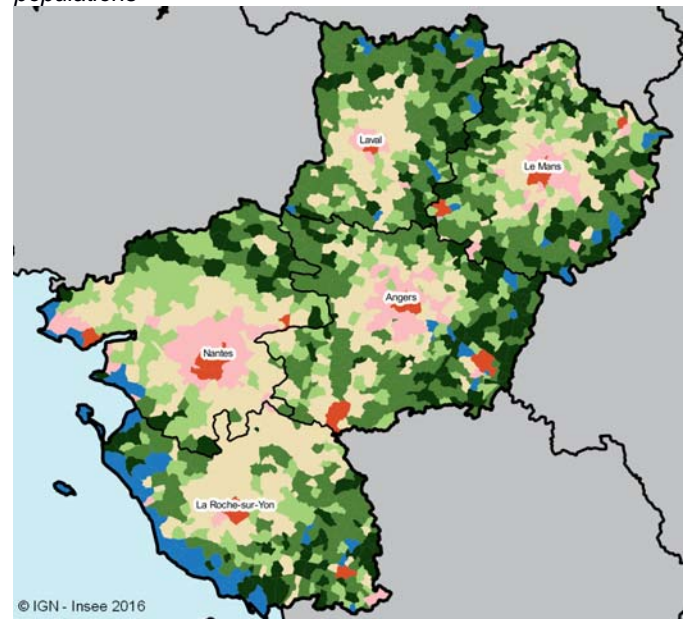 populations
Laval
Le Mans
Angers
Nantes
La Roche-sur-Yon
© IGN - Insee 2016